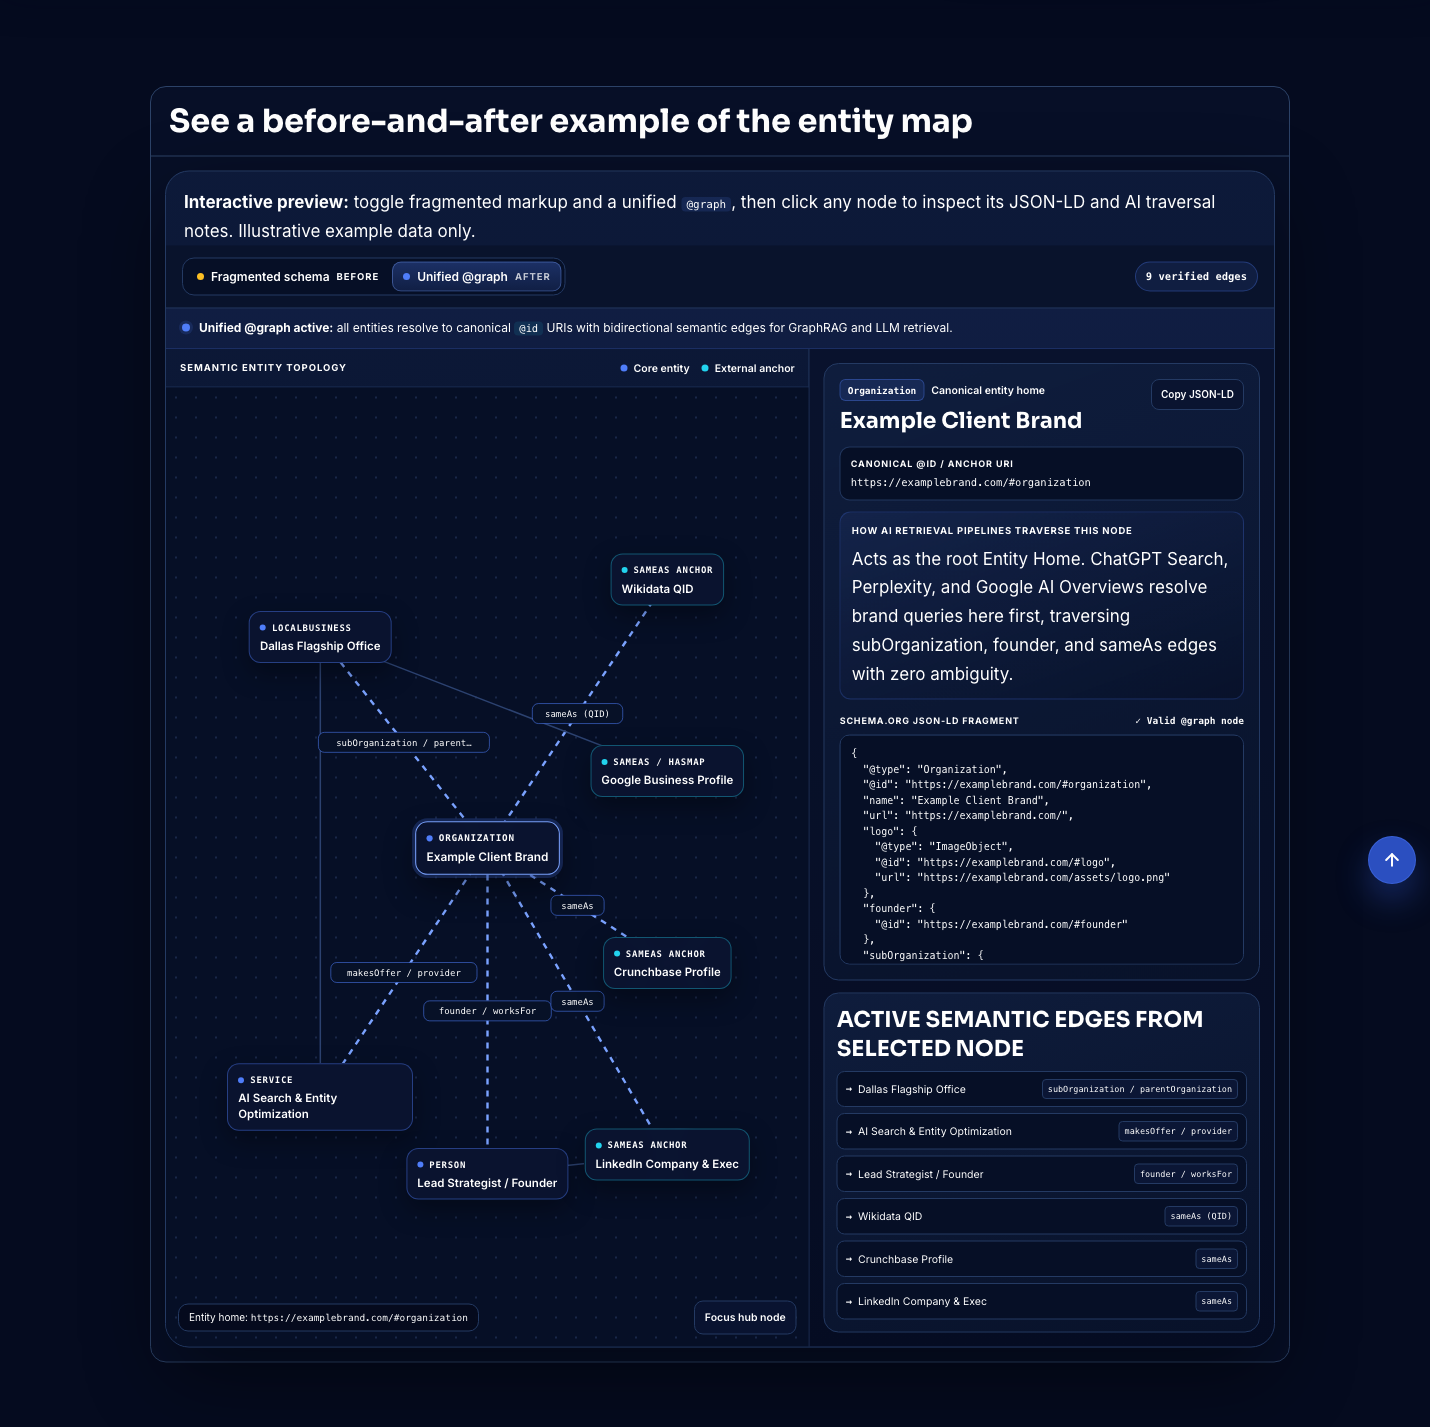 See a before-and-after example of the entity map
Interactive preview: toggle fragmented markup and a unified @graph, then click any node to inspect its JSON-LD and AI traversal
notes. Illustrative example data only.
Fragmented schema BEFORE
Unified @graph AFTER
9 verified edges
Unified @graph active: all entities resolve to canonical @id URIs with bidirectional semantic edges for GraphRAG and LLM retrieval.
SEMANTIC ENTITY TOPOLOGY
Core entity
External anchor
SAMEAS ANCHOR
Wikidata QID
LOCALBUSINESS
Dallas Flagship Office
sameAs (QID)
subOrganization / parent…
SAMEAS / HASMAP
Google Business Profile
ORGANIZATION
Example Client Brand
sameAs
SAMEAS ANCHOR
Crunchbase Profile
makesOffer / provider
sameAs
founder / worksFor
SERVICE
AI Search & Entity
Optimization
SAMEAS ANCHOR
LinkedIn Company & Exec
PERSON
Lead Strategist / Founder
Entity home: https://examplebrand.com/#organization
Focus hub node
Organization Canonical entity home
Copy JSON-LD
Example Client Brand
CANONICAL @ID / ANCHOR URI
https://examplebrand.com/#organization
HOW AI RETRIEVAL PIPELINES TRAVERSE THIS NODE
Acts as the root Entity Home. ChatGPT Search,
Perplexity, and Google AI Overviews resolve
brand queries here first, traversing
subOrganization, founder, and sameAs edges
with zero ambiguity.
SCHEMA.ORG JSON-LD FRAGMENT
✓ Valid @graph node
{
"@type": "Organization",
"@id": "https://examplebrand.com/#organization",
"name": "Example Client Brand",
"url": "https://examplebrand.com/",
"logo": {
"@type": "ImageObject",
"@id": "https://examplebrand.com/#logo",
"url": "https://examplebrand.com/assets/logo.png"
},
"founder": {
"@id": "https://examplebrand.com/#founder"
},
"subOrganization": {
ACTIVE SEMANTIC EDGES FROM
SELECTED NODE
→ Dallas Flagship Office subOrganization / parentOrganization
→ AI Search & Entity Optimization makesOffer / provider
→ Lead Strategist / Founder founder / worksFor
→ Wikidata QID sameAs (QID)
→ Crunchbase Profile sameAs
→ LinkedIn Company & Exec sameAs